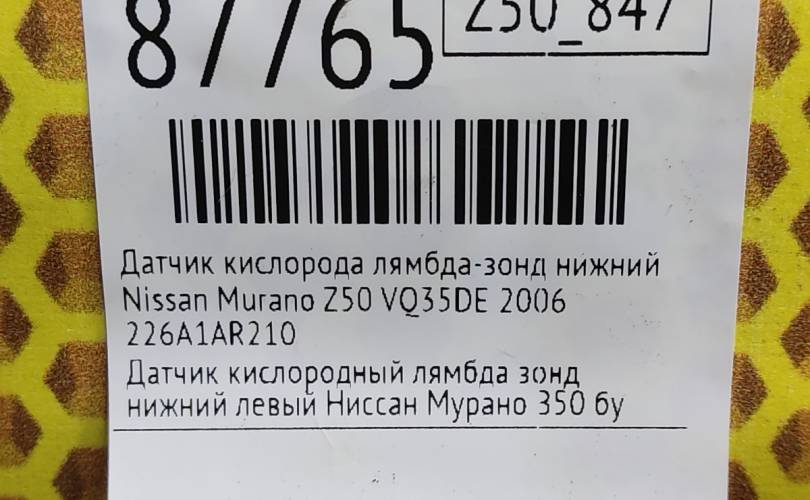 87765
Z50_847
Датчик кислорода лямбда-зонд нижний
Nissan Murano Z50 VQ35DE 2006
226A1AR210
Датчик кислородный лямбда зонд
нижний левый Ниссан Мурано 350 бу